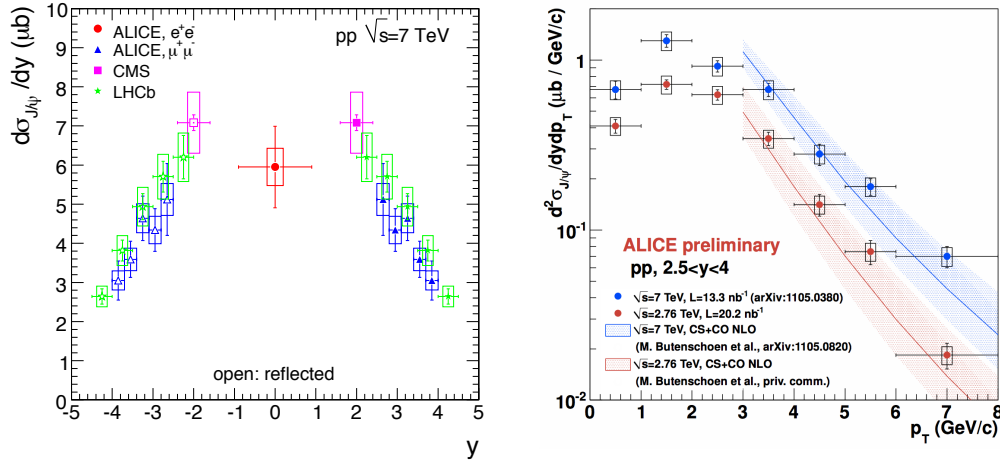 pp √s=7 TeV
ALICE, e⁺e⁻
ALICE, μ⁺μ⁻
CMS
LHCb
dσ_J/ψ /dy (μb)
10
9
8
7
6
5
4
3
2
1
0
open: reflected
-5 -4 -3 -2 -1 0 1 2 3 4 5
y
d²σ_J/ψ/dydp_T (μb / GeV/c)
1
10⁻¹
10⁻²
ALICE preliminary
pp, 2.5<y<4
√s=7 TeV, L=13.3 nb⁻¹ (arXiv:1105.0380)
√s=2.76 TeV, L=20.2 nb⁻¹
√s=7 TeV, CS+CO NLO
(M. Butenschoen et al., arXiv:1105.0820)
√s=2.76 TeV, CS+CO NLO
(M. Butenschoen et al., priv. comm.)
0 1 2 3 4 5 6 7 8
p_T (GeV/c)